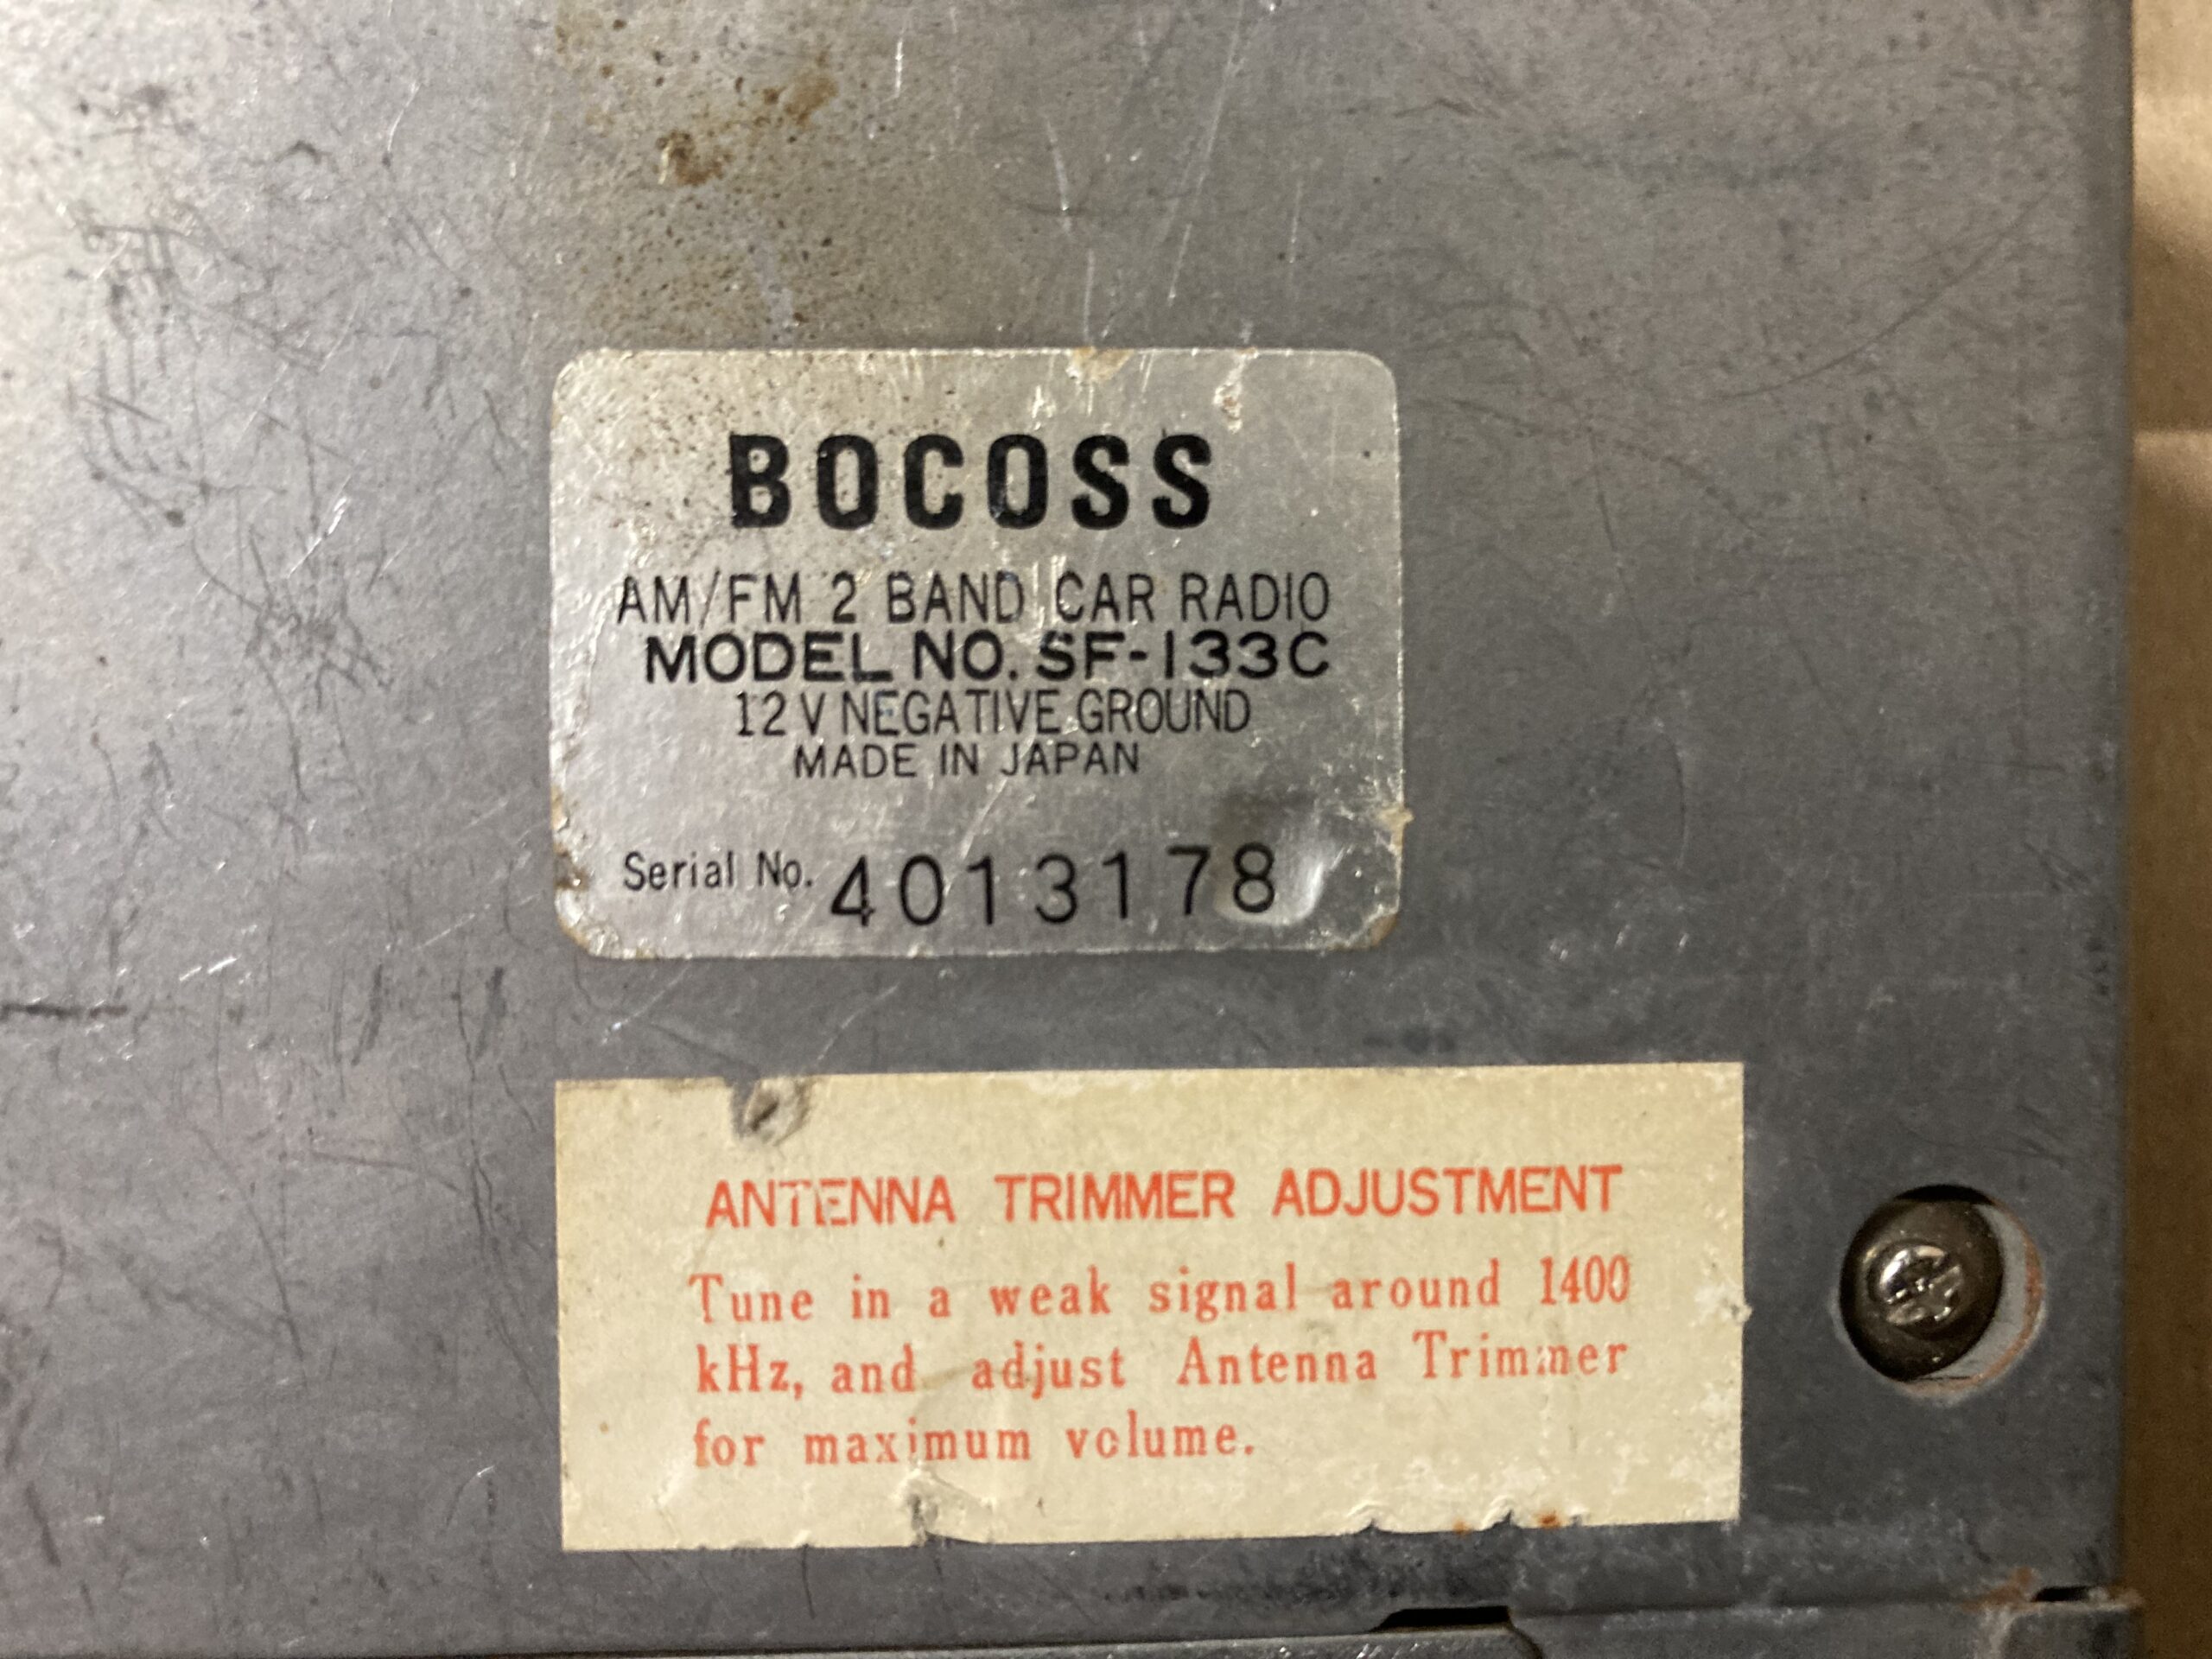 BOCOSS
AM/FM 2 BAND CAR RADIO
MODEL NO. SF-133C
12V NEGATIVE GROUND
MADE IN JAPAN
Serial No. 4013178
ANTENNA TRIMMER ADJUSTMENT
Tune in a weak signal around 1400
kHz, and adjust Antenna Trimmer
for maximum volume.